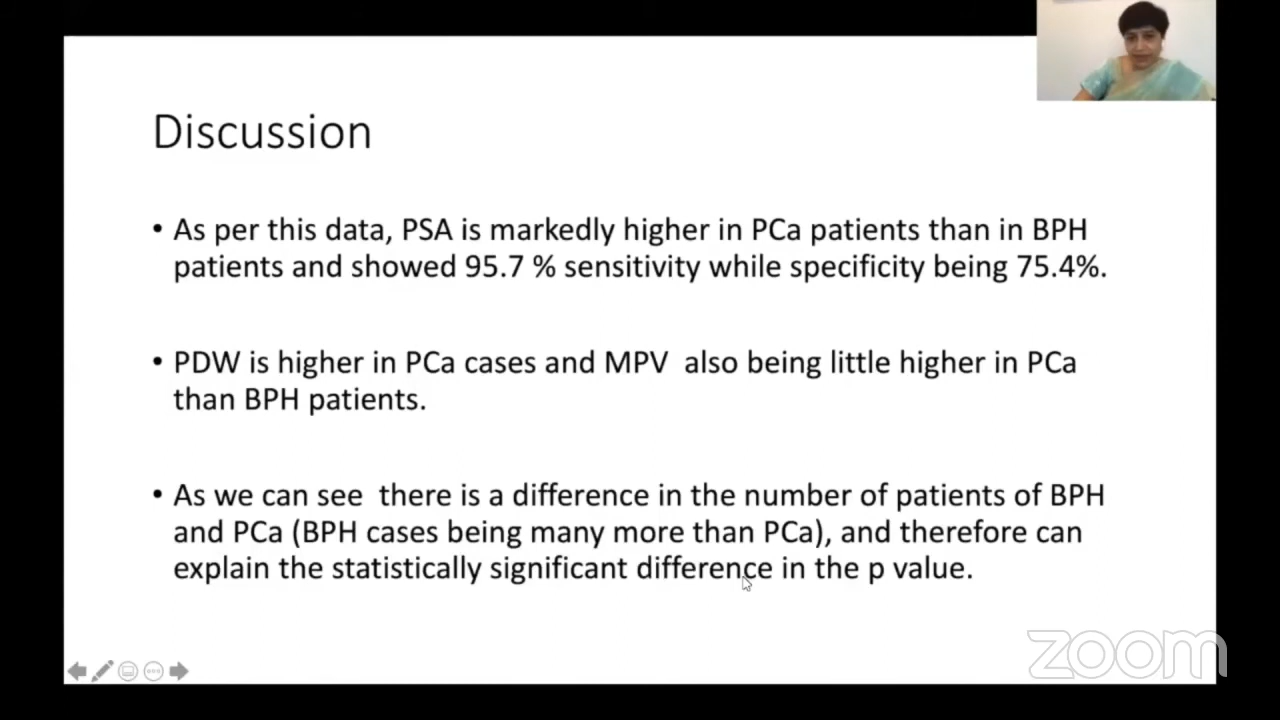 Discussion
• As per this data, PSA is markedly higher in PCa patients than in BPH
patients and showed 95.7 % sensitivity while specificity being 75.4%.
• PDW is higher in PCa cases and MPV  also being little higher in PCa
than BPH patients.
• As we can see  there is a difference in the number of patients of BPH
and PCa (BPH cases being many more than PCa), and therefore can
explain the statistically significant difference in the p value.
zoom